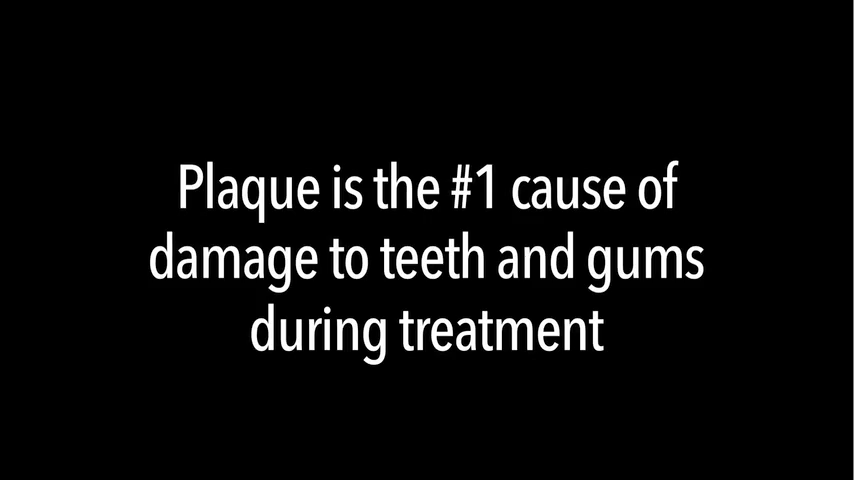 Plaque is the #1 cause of
damage to teeth and gums
during treatment